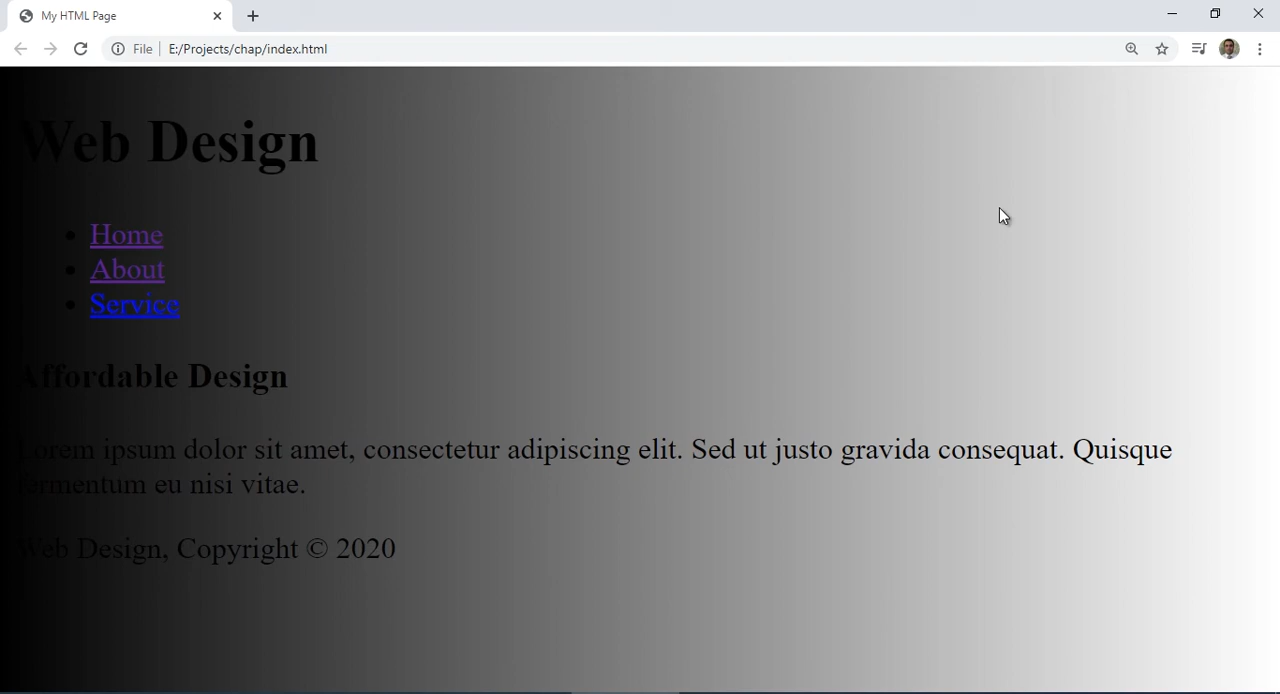 My HTML Page
File
E:/Projects/chap/index.html
Web Design
Home
About
Service
Affordable Design
Lorem ipsum dolor sit amet, consectetur adipiscing elit. Sed ut justo gravida consequat. Quisque
fermentum eu nisi vitae.
Web Design, Copyright © 2020